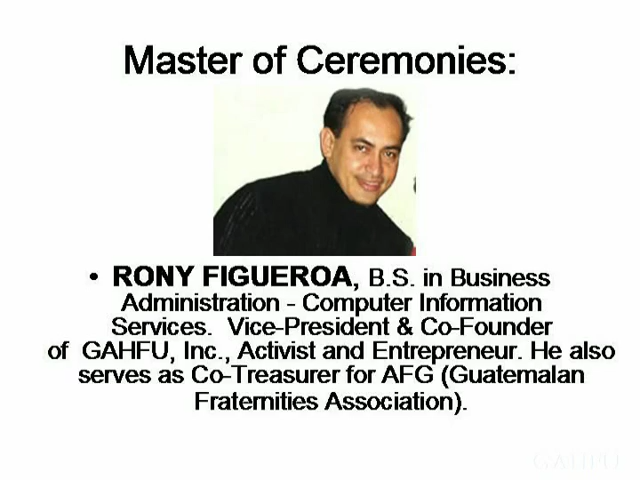 Master of Ceremonies:
• RONY FIGUEROA, B.S. in Business
Administration - Computer Information
Services.  Vice-President & Co-Founder
of  GAHFU, Inc., Activist and Entrepreneur. He also
serves as Co-Treasurer for AFG (Guatemalan
Fraternities Association).
GAHFU